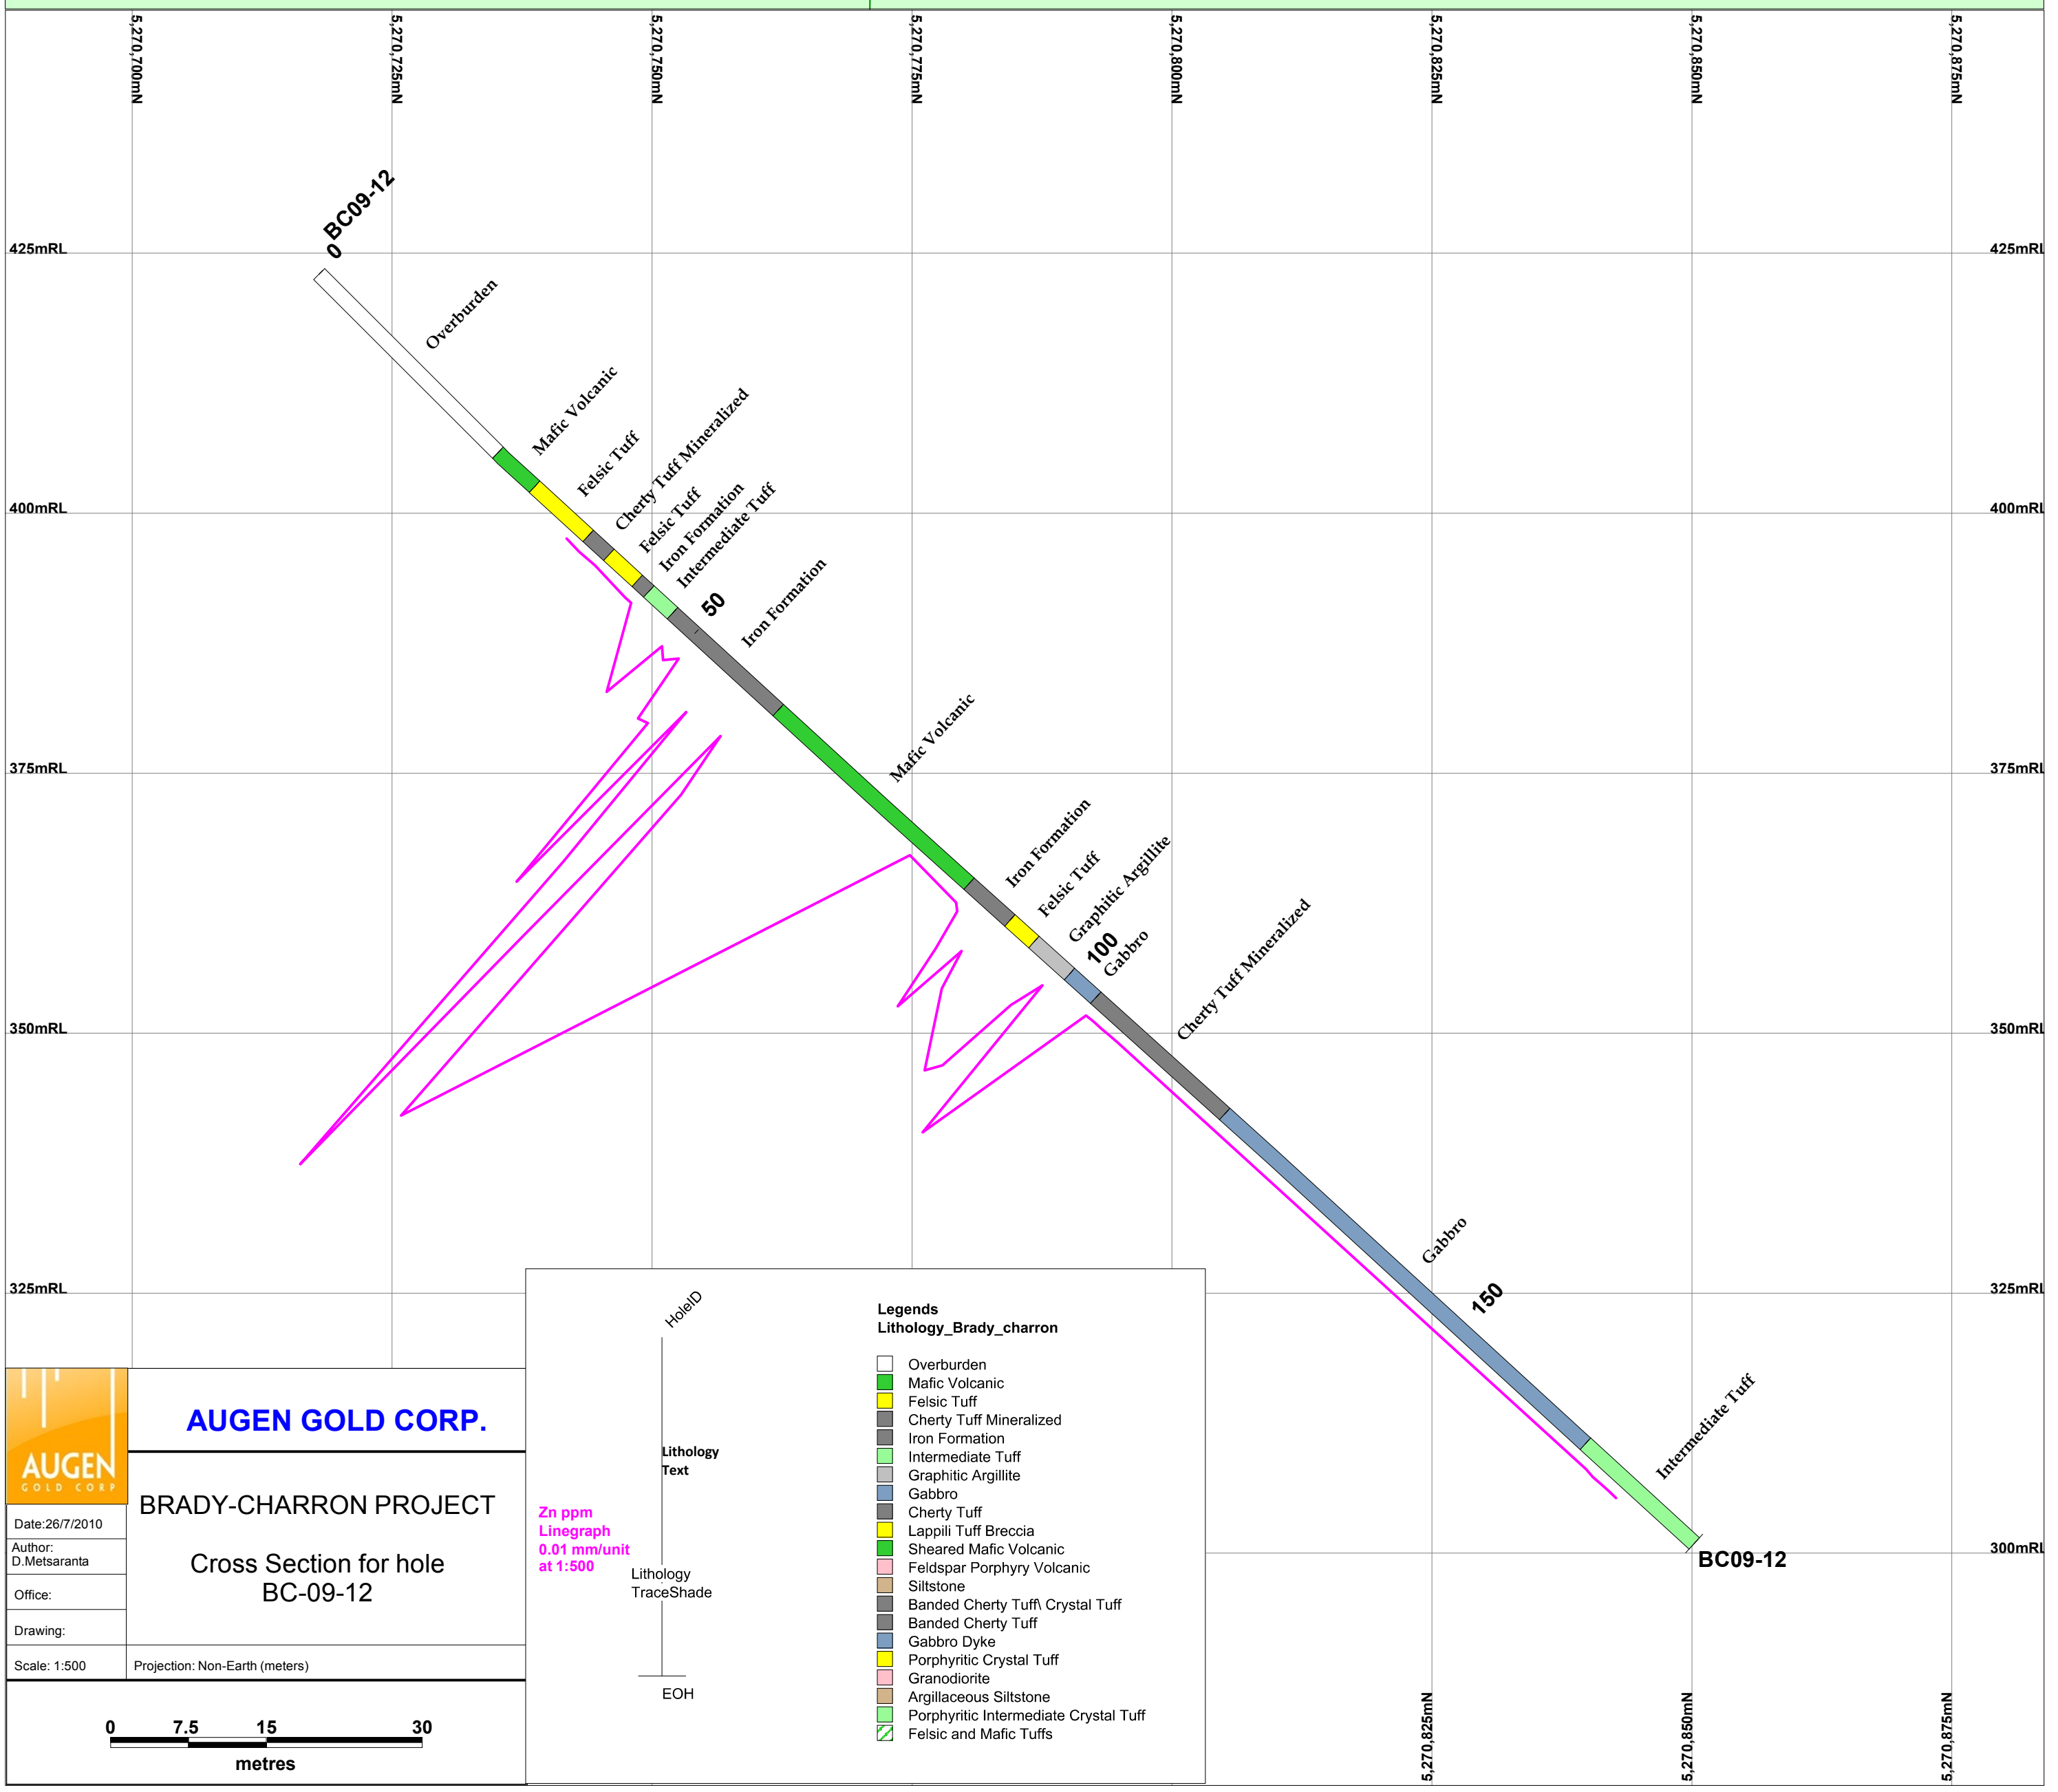 5,270,700mN
5,270,725mN
5,270,750mN
5,270,775mN
5,270,800mN
5,270,825mN
5,270,850mN
5,270,875mN
BC09-12
0
425mRL
425mRL
Overburden
Mafic Volcanic
Felsic Tuff
Cherty Tuff Mineralized
Felsic Tuff
Iron Formation
Intermediate Tuff
400mRL
400mRL
50
Iron Formation
375mRL
375mRL
Mafic Volcanic
Iron Formation
Felsic Tuff
Graphitic Argillite
100
Gabbro
Cherty Tuff Mineralized
350mRL
350mRL
Gabbro
325mRL
325mRL
150
Intermediate Tuff
300mRL
BC09-12
HoleID
Lithology
Text
Zn ppm
Linegraph
0.01 mm/unit
at 1:500
Lithology
TraceShade
EOH
Legends
Lithology_Brady_charron
Overburden
Mafic Volcanic
Felsic Tuff
Cherty Tuff Mineralized
Iron Formation
Intermediate Tuff
Graphitic Argillite
Gabbro
Cherty Tuff
Lappili Tuff Breccia
Sheared Mafic Volcanic
Feldspar Porphyry Volcanic
Siltstone
Banded Cherty Tuff\ Crystal Tuff
Banded Cherty Tuff
Gabbro Dyke
Porphyritic Crystal Tuff
Granodiorite
Argillaceous Siltstone
Porphyritic Intermediate Crystal Tuff
Felsic and Mafic Tuffs
AUGEN
GOLD CORP
AUGEN GOLD CORP.
BRADY-CHARRON PROJECT
Cross Section for hole
BC-09-12
Date:26/7/2010
Author:
D.Metsaranta
Office:
Drawing:
Scale: 1:500
Projection: Non-Earth (meters)
0 7.5 15 30
metres
5,270,825mN
5,270,850mN
5,270,875mN